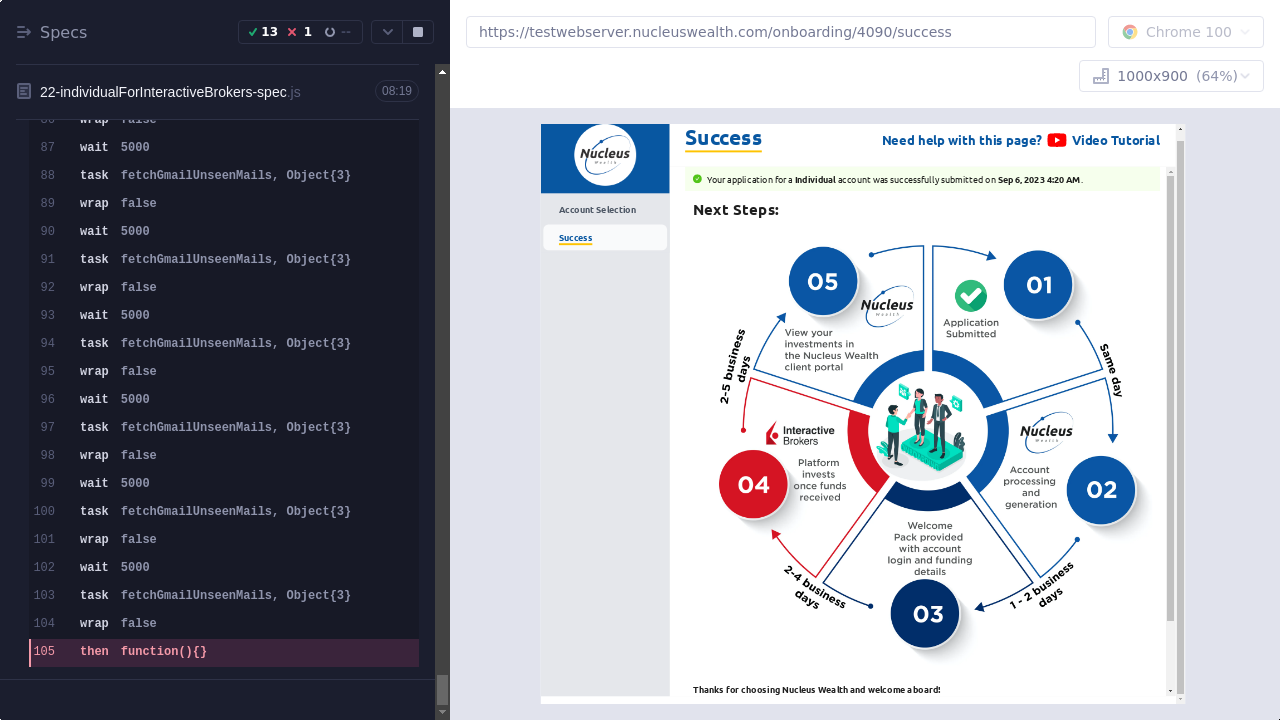 Specs
13
1
--
22-individualForInteractiveBrokers-spec.js
08:19
86 wrap false
87 wait 5000
88 task fetchGmailUnseenMails, Object{3}
89 wrap false
90 wait 5000
91 task fetchGmailUnseenMails, Object{3}
92 wrap false
93 wait 5000
94 task fetchGmailUnseenMails, Object{3}
95 wrap false
96 wait 5000
97 task fetchGmailUnseenMails, Object{3}
98 wrap false
99 wait 5000
100 task fetchGmailUnseenMails, Object{3}
101 wrap false
102 wait 5000
103 task fetchGmailUnseenMails, Object{3}
104 wrap false
105 then function(){}
https://testwebserver.nucleuswealth.com/onboarding/4090/success
Chrome 100
1000x900 (64%)
Nucleus
Wealth
Account Selection
Success
Success
Need help with this page? Video Tutorial
Your application for a Individual account was successfully submitted on Sep 6, 2023 4:20 AM.
Next Steps:
01
Application
Submitted
Same day
02
Nucleus
Wealth
Account
processing
and
generation
1 - 2 business
days
03
Welcome
Pack provided
with account
login and funding
details
2-4 business
days
04
Interactive
Brokers
Platform
invests
once funds
received
2-5 business
days
05
Nucleus
Wealth
View your
investments in
the Nucleus Wealth
client portal
Thanks for choosing Nucleus Wealth and welcome aboard!